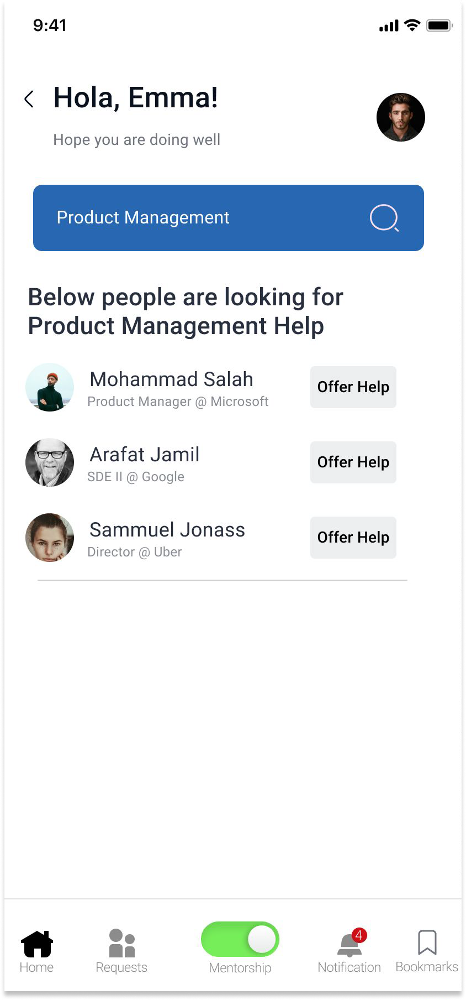 9:41
Hola, Emma!
Hope you are doing well
Product Management
Below people are looking for
Product Management Help
Mohammad Salah
Product Manager @ Microsoft
Offer Help
Arafat Jamil
SDE II @ Google
Offer Help
Sammuel Jonass
Director @ Uber
Offer Help
4
Home
Requests
Mentorship
Notification
Bookmarks